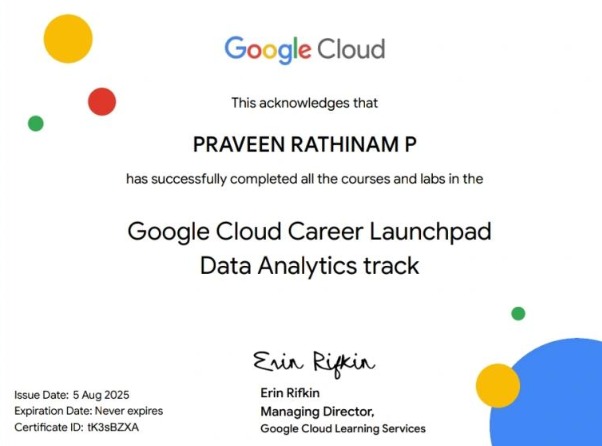 Google Cloud
This acknowledges that
PRAVEEN RATHINAM P
has successfully completed all the courses and labs in the
Google Cloud Career Launchpad
Data Analytics track
Erin Rifkin
Erin Rifkin
Managing Director,
Google Cloud Learning Services
Issue Date: 5 Aug 2025
Expiration Date: Never expires
Certificate ID: tK3sBZXA